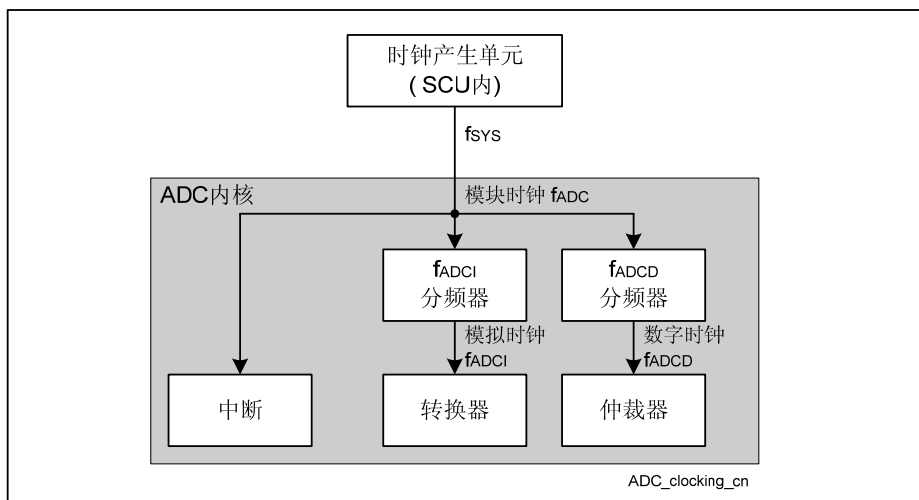 时钟产生单元
( SCU内)
fSYS
ADC内核
模块时钟 fADC
fADCI
分频器
fADCD
分频器
模拟时钟
fADCI
数字时钟
fADCD
中断
转换器
仲裁器
ADC_clocking_cn